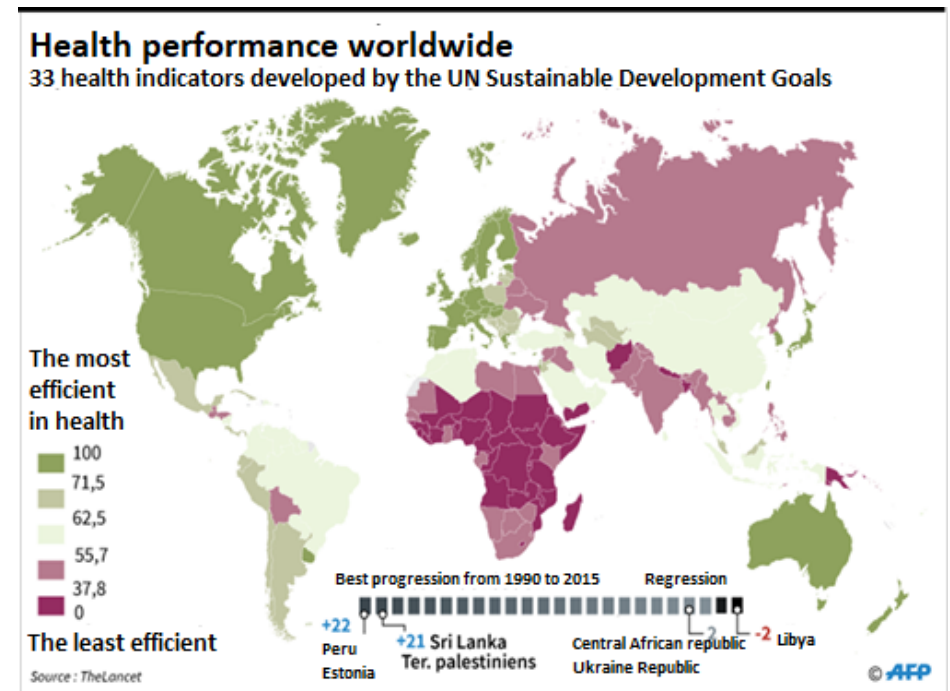 Health performance worldwide
33 health indicators developed by the UN Sustainable Development Goals
The most
efficient
in health
100
71,5
62,5
55,7
37,8
0
The least efficient
Source : TheLancet
Best progression from 1990 to 2015
Regression
+22
Peru
Estonia
+21 Sri Lanka
Ter. palestiniens
2
Central African republic
Ukraine Republic
-2 Libya
© AFP